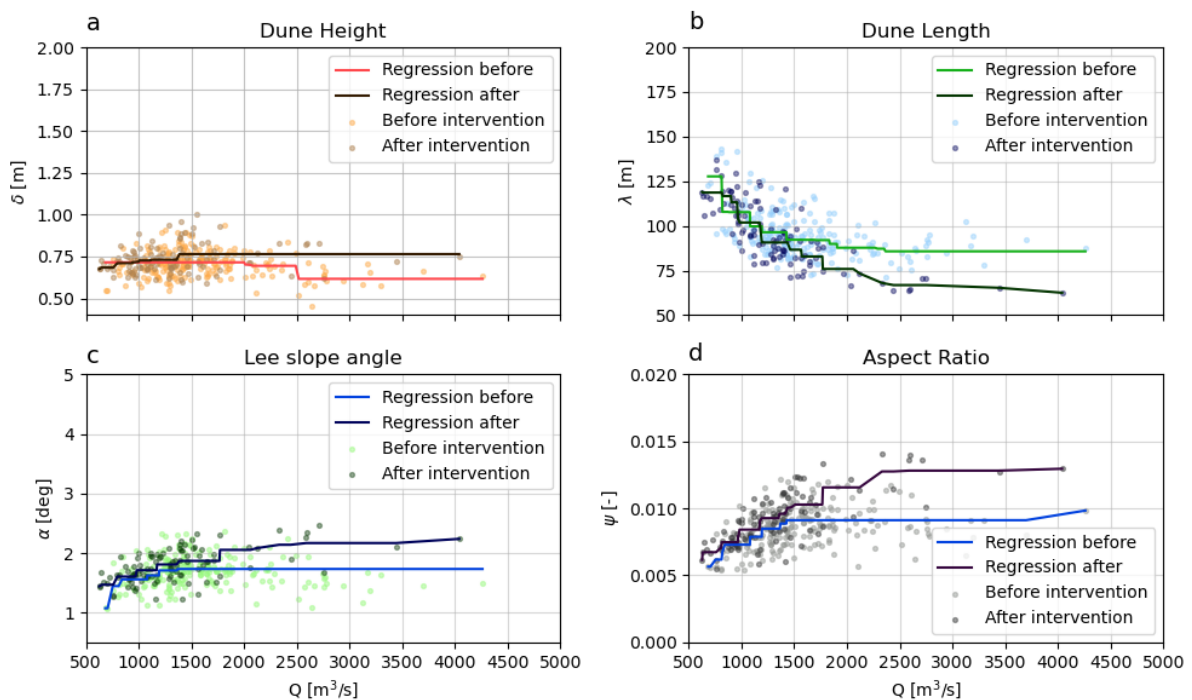 a
Dune Height
2.00
1.75
1.50
1.25
1.00
0.75
0.50
δ [m]
Regression before
Regression after
Before intervention
After intervention
b
Dune Length
200
175
150
125
100
75
50
λ [m]
Regression before
Regression after
Before intervention
After intervention
c
Lee slope angle
5
4
3
2
1
α [deg]
Regression before
Regression after
Before intervention
After intervention
500 1000 1500 2000 2500 3000 3500 4000 4500 5000
Q [m³/s]
d
Aspect Ratio
0.020
0.015
0.010
0.005
0.000
ψ [-]
Regression before
Regression after
Before intervention
After intervention
500 1000 1500 2000 2500 3000 3500 4000 4500 5000
Q [m³/s]